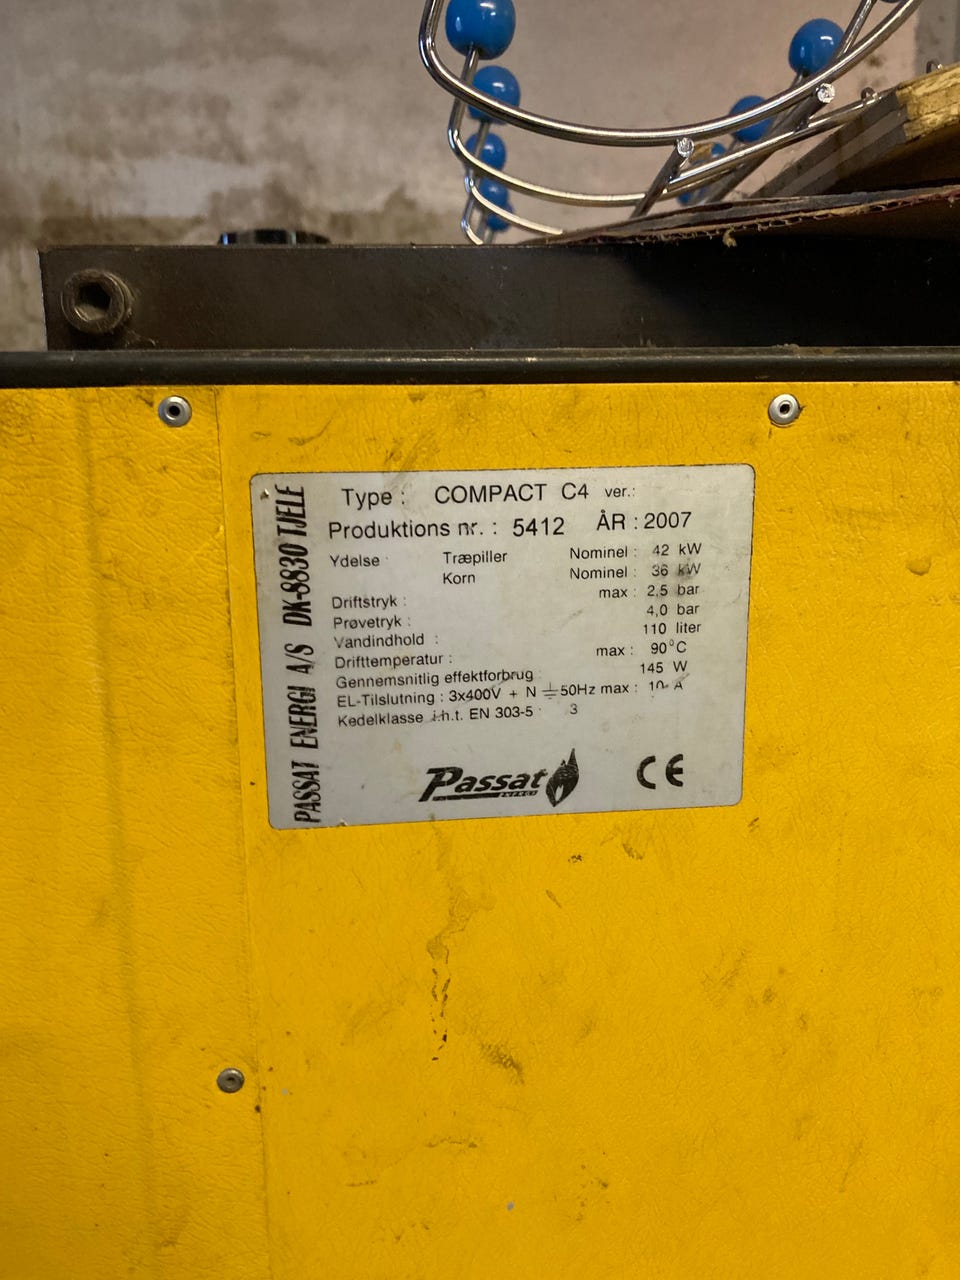 PASSAT ENERGI A/S DK-8830 TJELE
Type : COMPACT C4 ver.:
Produktions nr. : 5412 ÅR : 2007
Ydelse : Træpiller Nominel : 42 kW
Korn Nominel : 36 kW
Driftstryk : max : 2,5 bar
Prøvetryk : 4,0 bar
Vandindhold : 110 liter
Drifttemperatur : max : 90°C
Gennemsnitlig effektforbrug : 145 W
EL-Tilslutning : 3x400V + N ⏚ 50Hz max : 10 A
Kedelklasse i.h.t. EN 303-5 : 3
Passat
ENERGI
CE